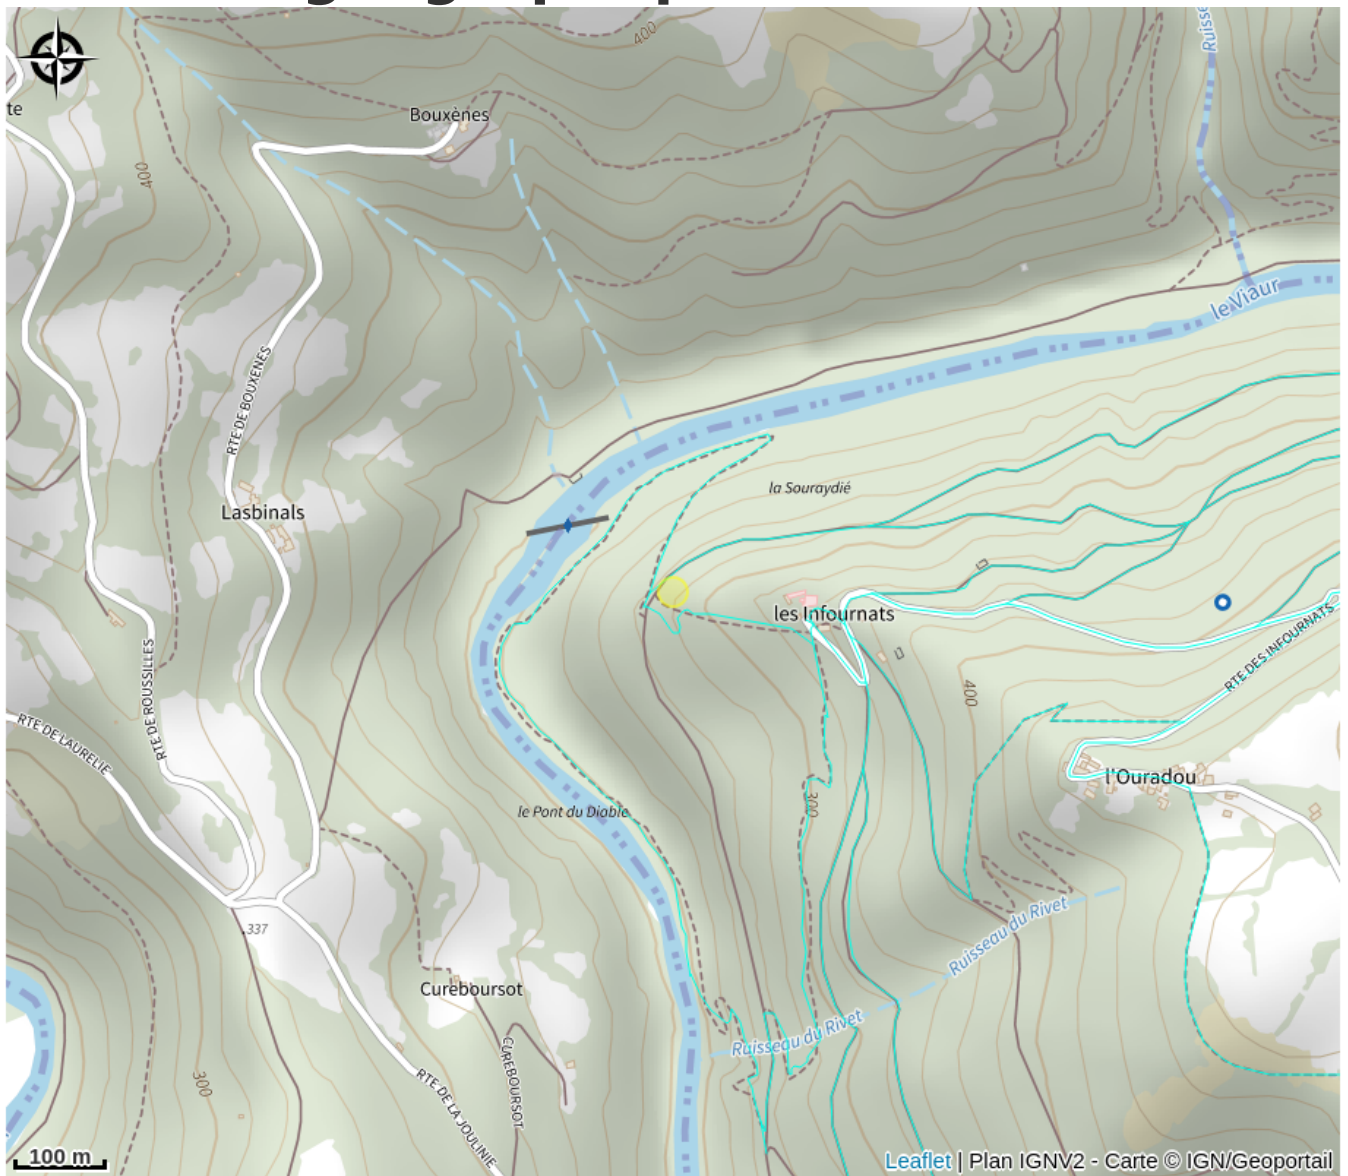 400
Ruisse
Bouxènes
te
400
le Viaur
RTE DE BOUXENES
la Souraydié
Lasbinals
les Infournats
RTE DES INFOURNATS
RTE DE ROUSSILLES
400
RTE DE LAURELIE
l'Ouradou
300
le Pont du Diable
Ruisseau du Rivet
337
Cureboursot
Ruisseau du Rivet
CUREBOURSOT
300
RTE DE LA JOULINIE
100 m
Leaflet | Plan IGNV2 - Carte © IGN/Geoportail